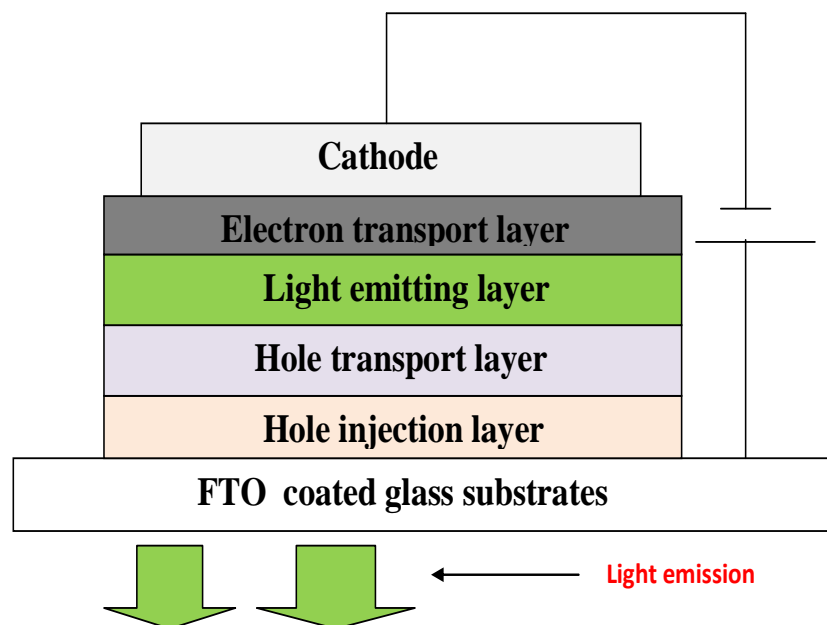 Cathode
Electron transport layer
Light emitting layer
Hole transport layer
Hole injection layer
FTO coated glass substrates
Light emission